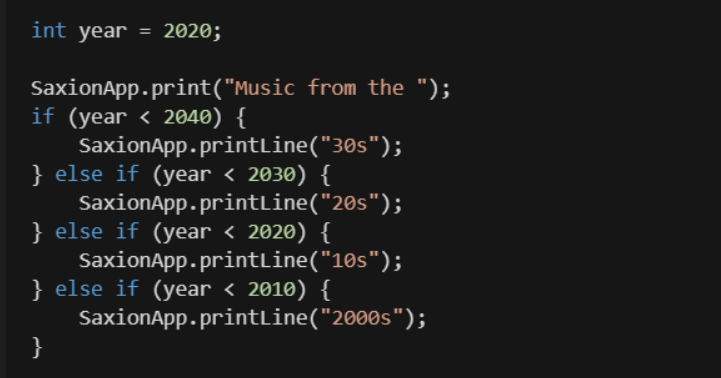 int year = 2020;
SaxionApp.print("Music from the ");
if (year < 2040) {
    SaxionApp.printLine("30s");
} else if (year < 2030) {
    SaxionApp.printLine("20s");
} else if (year < 2020) {
    SaxionApp.printLine("10s");
} else if (year < 2010) {
    SaxionApp.printLine("2000s");
}